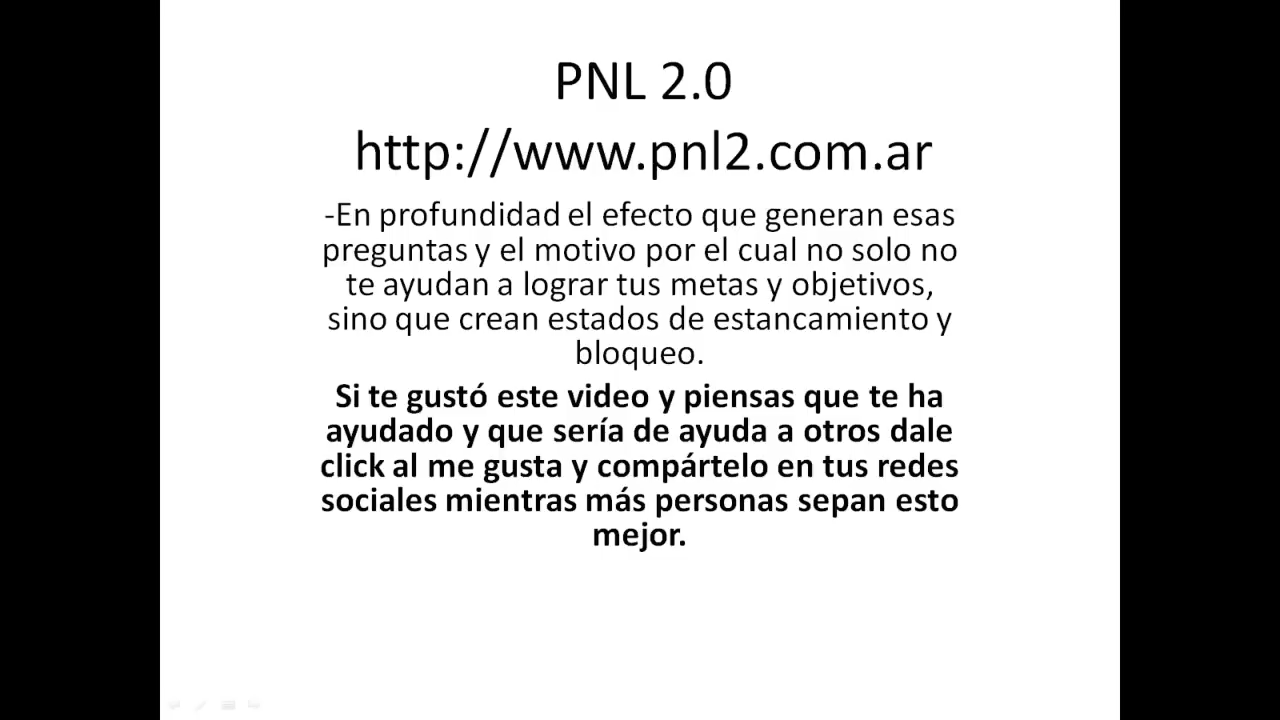 PNL 2.0
http://www.pnl2.com.ar
-En profundidad el efecto que generan esas
preguntas y el motivo por el cual no solo no
te ayudan a lograr tus metas y objetivos,
sino que crean estados de estancamiento y
bloqueo.
Si te gustó este video y piensas que te ha
ayudado y que sería de ayuda a otros dale
click al me gusta y compártelo en tus redes
sociales mientras más personas sepan esto
mejor.